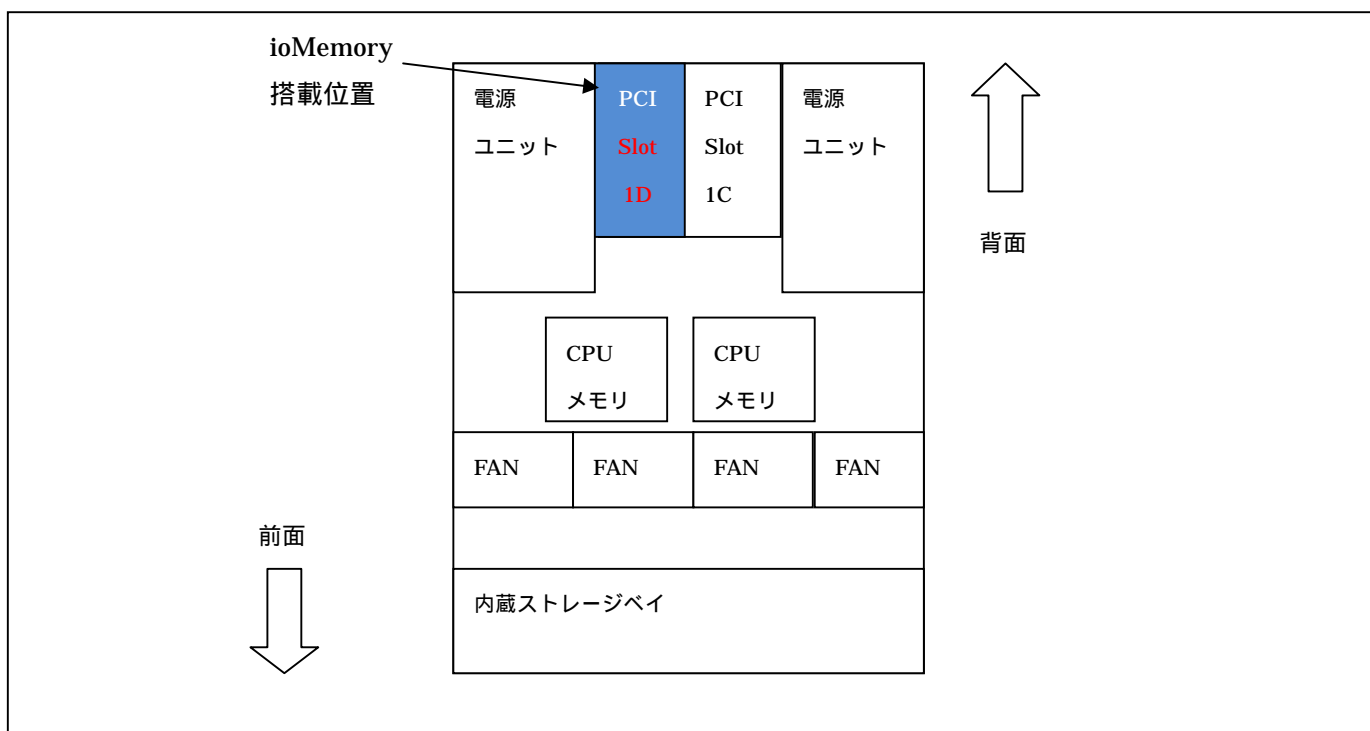 ioMemory
搭載位置
電源
ユニット
PCI
Slot
1D
PCI
Slot
1C
電源
ユニット
背面
CPU
メモリ
CPU
メモリ
FAN
FAN
FAN
FAN
前面
内蔵ストレージベイ